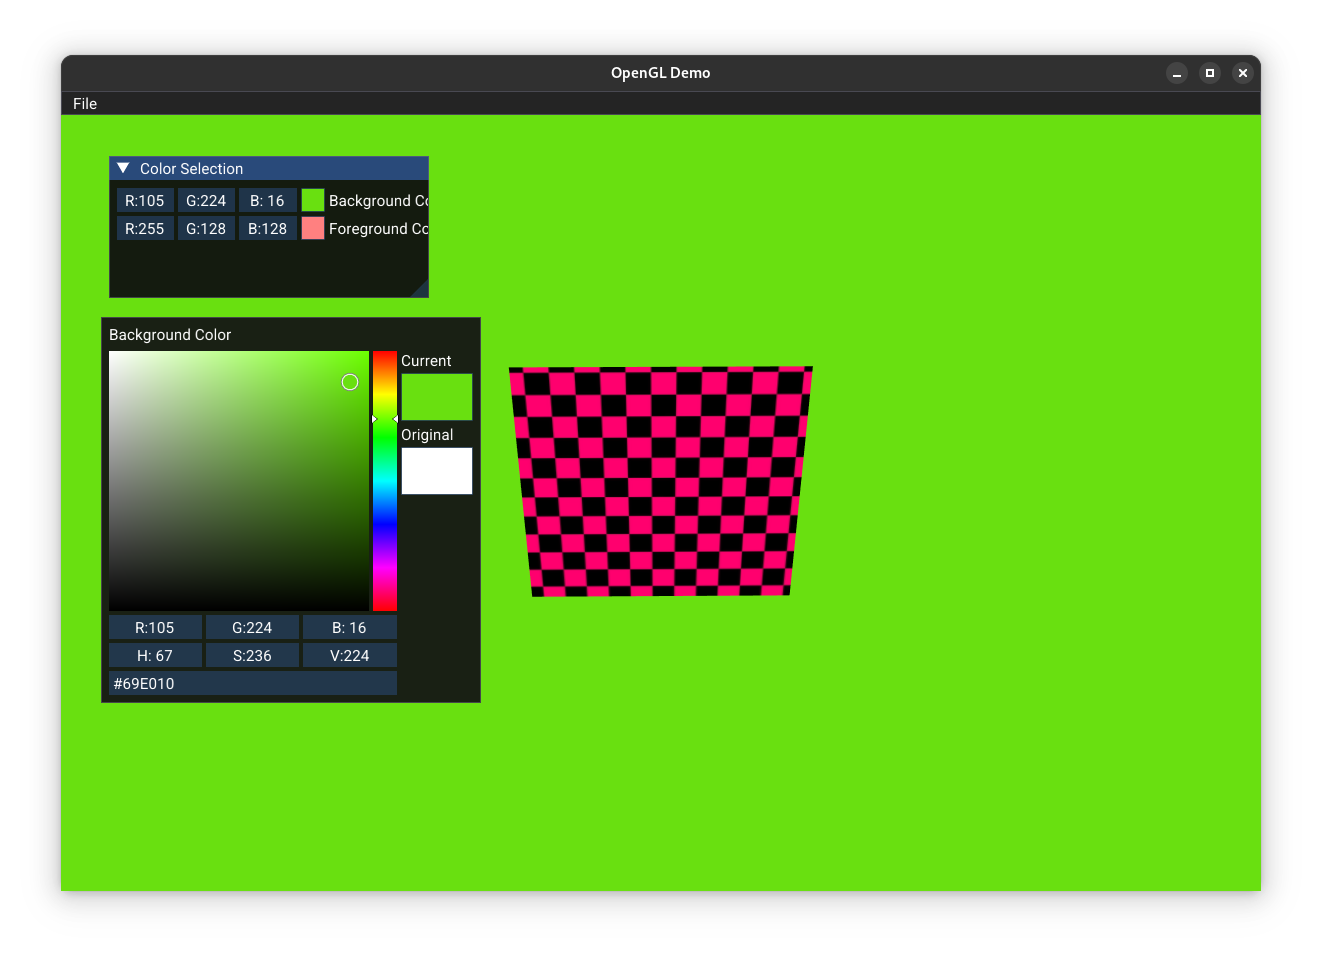 OpenGL Demo
File
Color Selection
R:105 G:224 B: 16 Background Co
R:255 G:128 B:128 Foreground Co
Background Color
Current
Original
R:105 G:224 B: 16
H: 67 S:236 V:224
#69E010